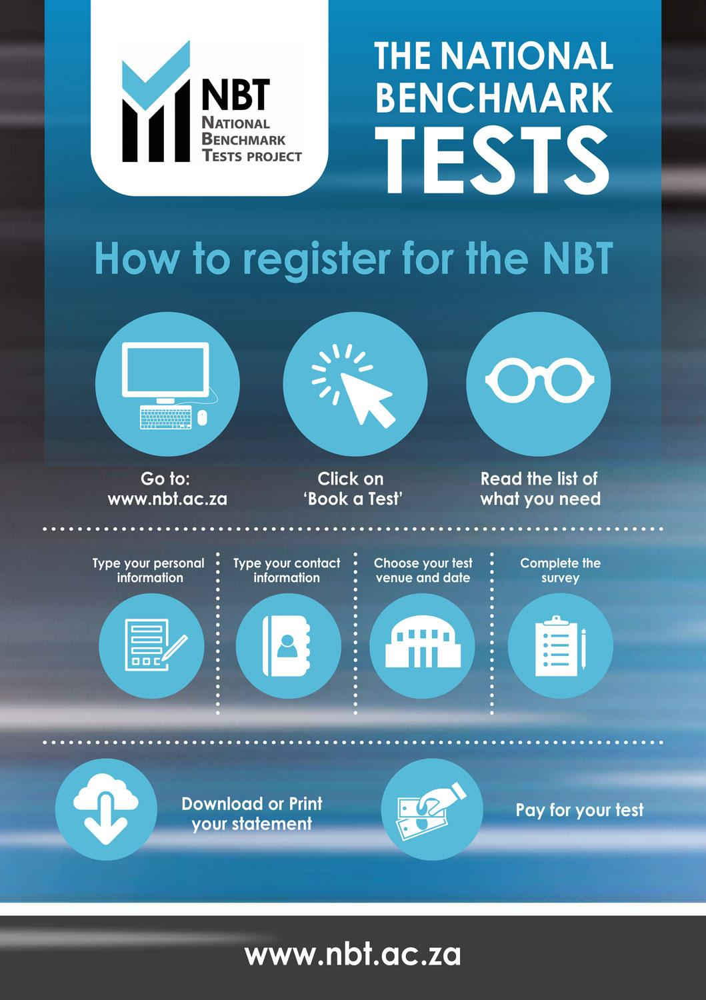 NBT
NATIONAL
BENCHMARK
TESTS PROJECT
THE NATIONAL
BENCHMARK
TESTS
How to register for the NBT
Go to:
www.nbt.ac.za
Click on
‘Book a Test’
Read the list of
what you need
Type your personal
information
Type your contact
information
Choose your test
venue and date
Complete the
survey
Download or Print
your statement
Pay for your test
www.nbt.ac.za